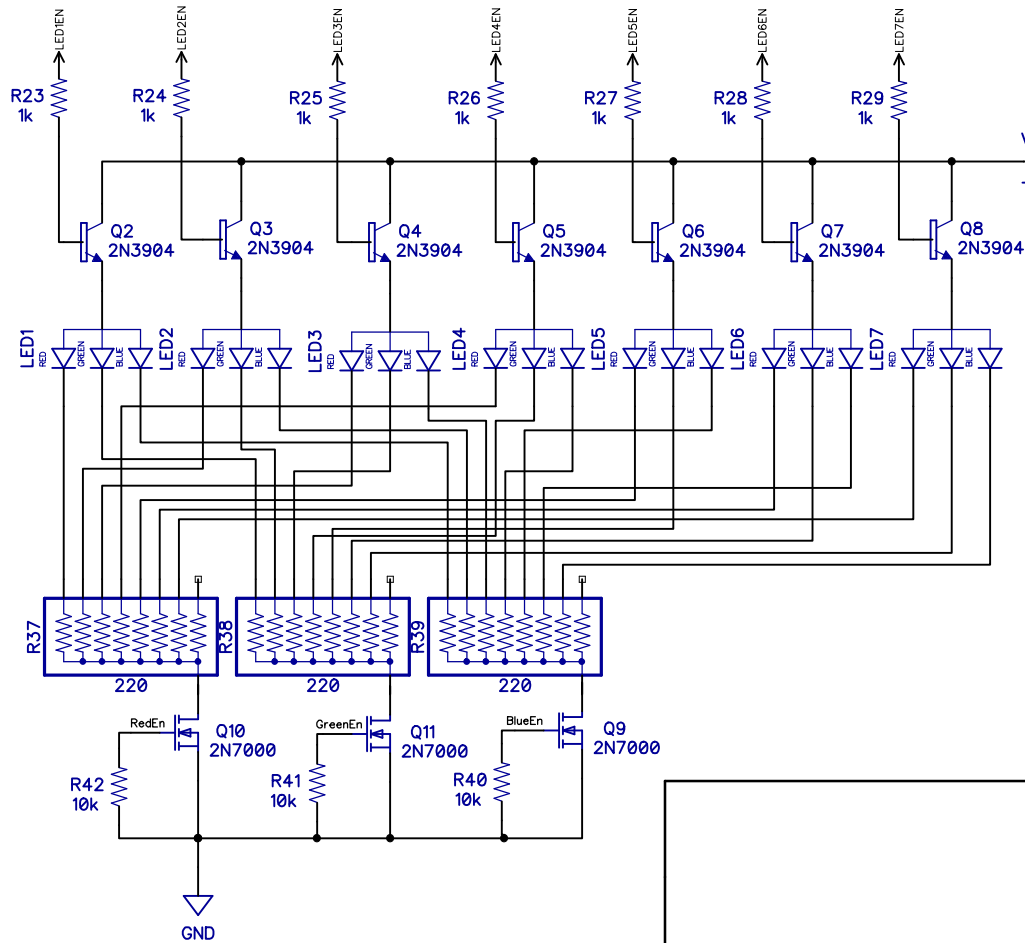 LED1EN
LED2EN
LED3EN
LED4EN
LED5EN
LED6EN
LED7EN
R23
1k
R24
1k
R25
1k
R26
1k
R27
1k
R28
1k
R29
1k
Q2
2N3904
Q3
2N3904
Q4
2N3904
Q5
2N3904
Q6
2N3904
Q7
2N3904
Q8
2N3904
LED1
RED
GREEN
BLUE
LED2
RED
GREEN
BLUE
LED3
RED
GREEN
BLUE
LED4
RED
GREEN
BLUE
LED5
RED
GREEN
BLUE
LED6
RED
GREEN
BLUE
LED7
RED
GREEN
BLUE
R37
220
R38
220
R39
220
RedEn
Q10
2N7000
GreenEn
Q11
2N7000
BlueEn
Q9
2N7000
R42
10k
R41
10k
R40
10k
GND